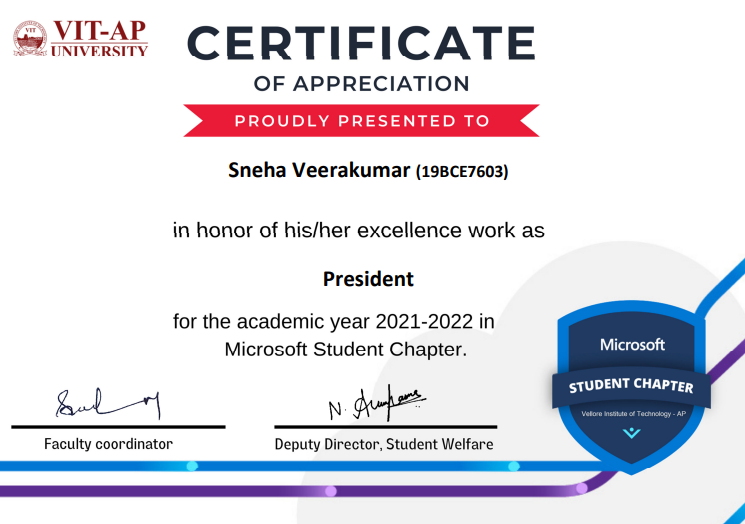 VIT
VIT-AP
UNIVERSITY
CERTIFICATE
OF APPRECIATION
PROUDLY PRESENTED TO
Sneha Veerakumar (19BCE7603)
in honor of his/her excellence work as
President
for the academic year 2021-2022 in
Microsoft Student Chapter.
N. Anupama
Faculty coordinator
Deputy Director, Student Welfare
Microsoft
STUDENT CHAPTER
Vellore Institute of Technology - AP